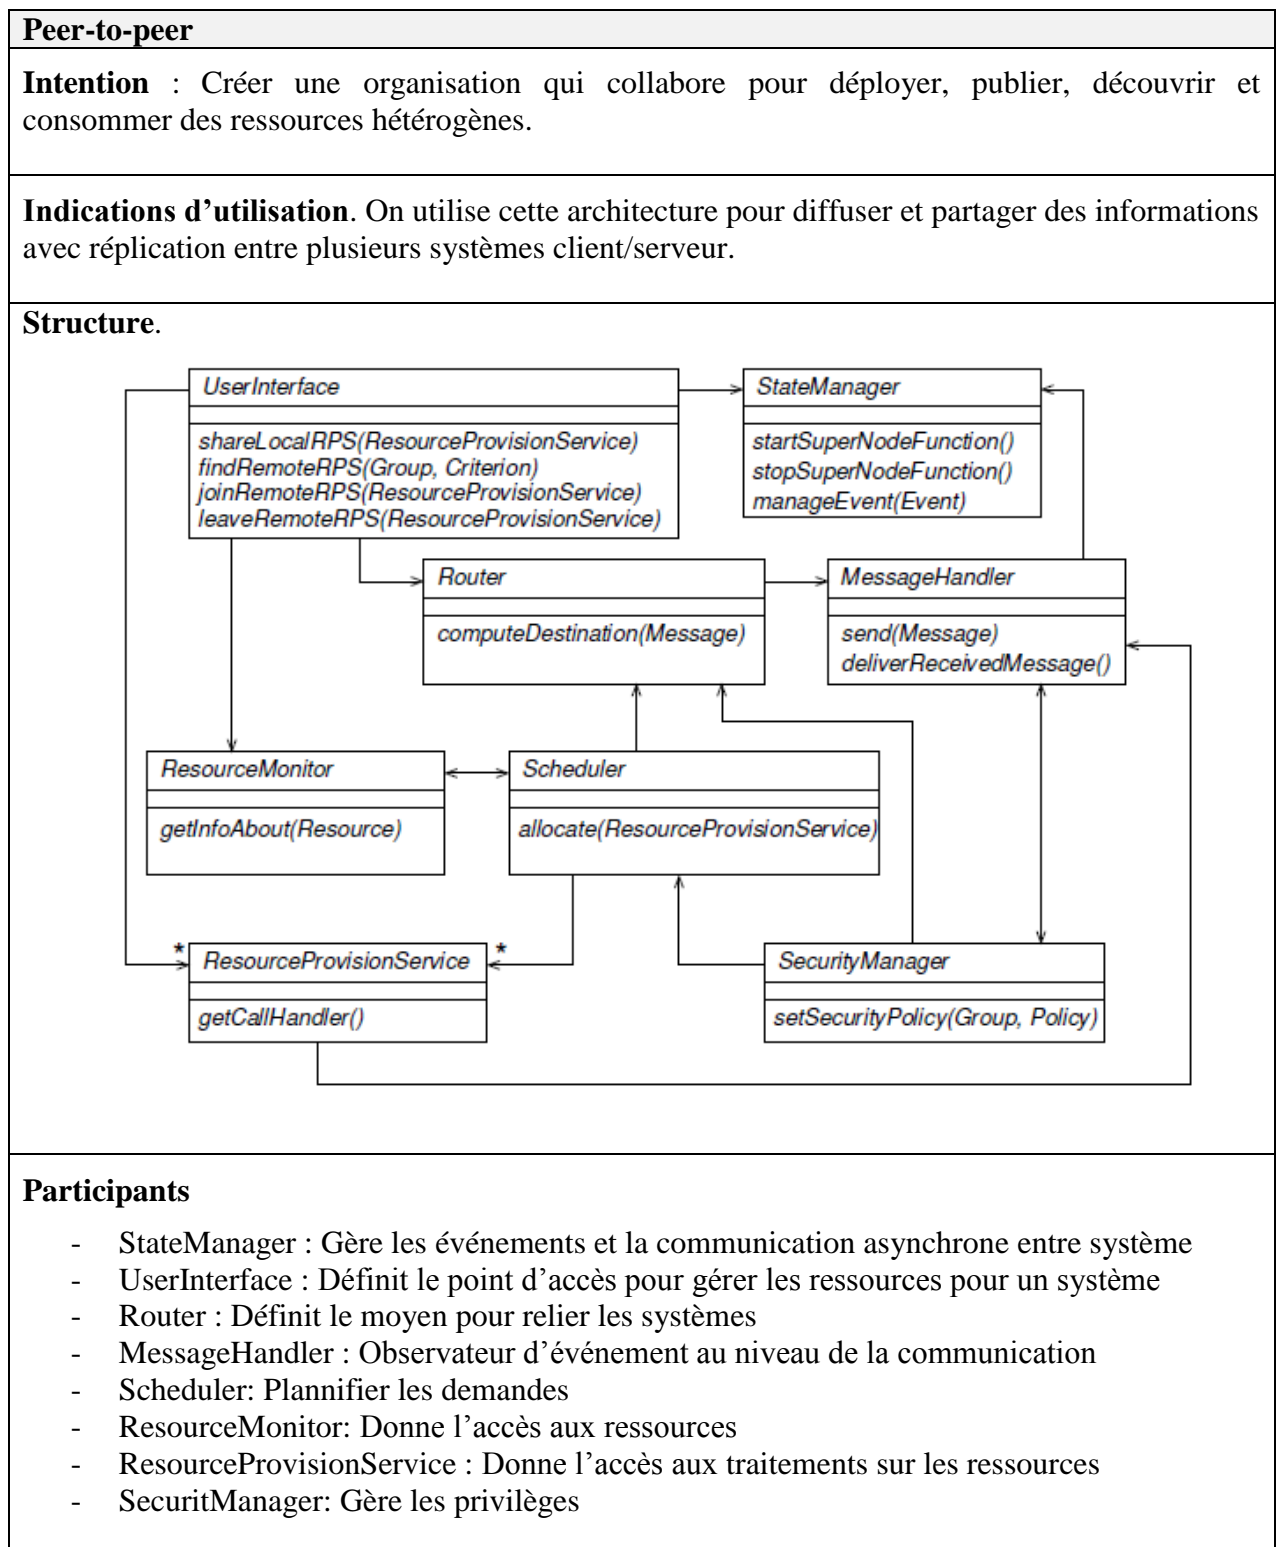 Peer-to-peer
Intention : Créer une organisation qui collabore pour déployer, publier, découvrir et
consommer des ressources hétérogènes.
Indications d’utilisation. On utilise cette architecture pour diffuser et partager des informations
avec réplication entre plusieurs systèmes client/serveur.
Structure.
UserInterface
shareLocalRPS(ResourceProvisionService)
findRemoteRPS(Group, Criterion)
joinRemoteRPS(ResourceProvisionService)
leaveRemoteRPS(ResourceProvisionService)
StateManager
startSuperNodeFunction()
stopSuperNodeFunction()
manageEvent(Event)
Router
computeDestination(Message)
MessageHandler
send(Message)
deliverReceivedMessage()
ResourceMonitor
getInfoAbout(Resource)
Scheduler
allocate(ResourceProvisionService)
*
ResourceProvisionService
getCallHandler()
*
SecurityManager
setSecurityPolicy(Group, Policy)
Participants
- StateManager : Gère les événements et la communication asynchrone entre système
- UserInterface : Définit le point d’accès pour gérer les ressources pour un système
- Router : Définit le moyen pour relier les systèmes
- MessageHandler : Observateur d’événement au niveau de la communication
- Scheduler: Plannifier les demandes
- ResourceMonitor: Donne l’accès aux ressources
- ResourceProvisionService : Donne l’accès aux traitements sur les ressources
- SecuritManager: Gère les privilèges